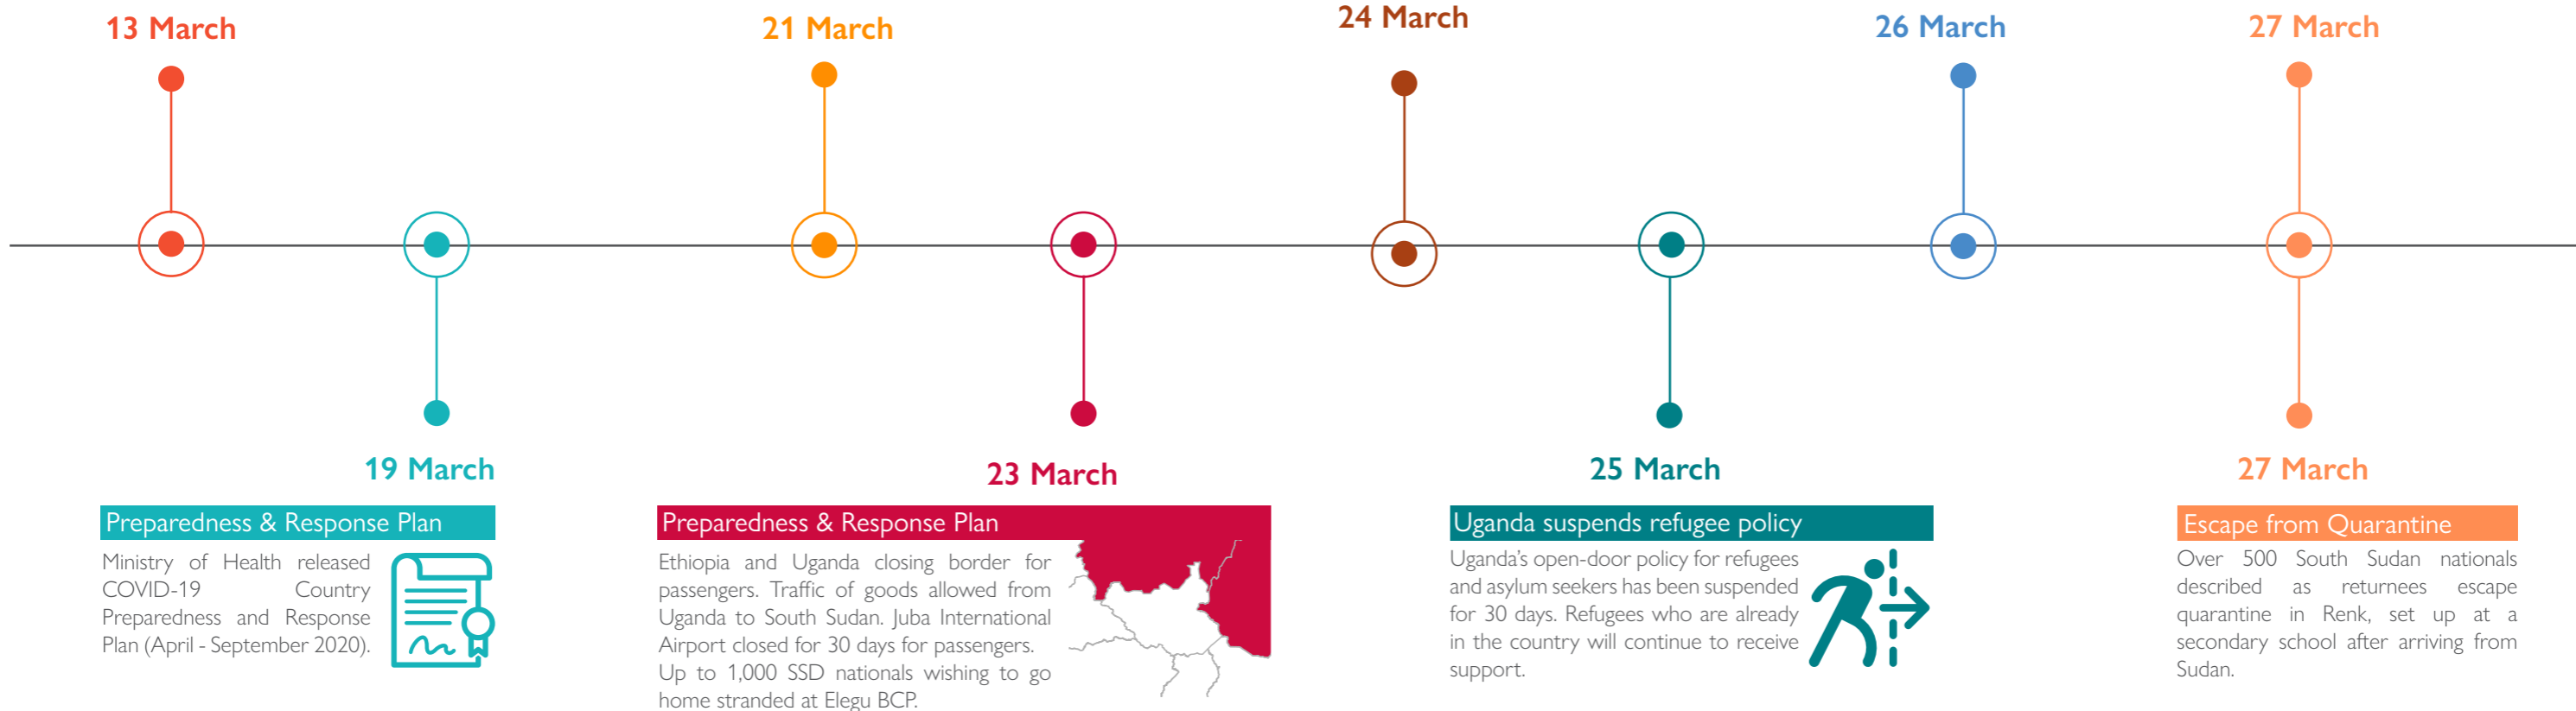 13 March
21 March
24 March
26 March
27 March
19 March
Preparedness & Response Plan
Ministry of Health released
COVID-19 Country
Preparedness and Response
Plan (April - September 2020).
23 March
Preparedness & Response Plan
Ethiopia and Uganda closing border for
passengers. Traffic of goods allowed from
Uganda to South Sudan. Juba International
Airport closed for 30 days for passengers.
Up to 1,000 SSD nationals wishing to go
home stranded at Elegu BCP.
25 March
Uganda suspends refugee policy
Uganda's open-door policy for refugees
and asylum seekers has been suspended
for 30 days. Refugees who are already
in the country will continue to receive
support.
27 March
Escape from Quarantine
Over 500 South Sudan nationals
described as returnees escape
quarantine in Renk, set up at a
secondary school after arriving from
Sudan.